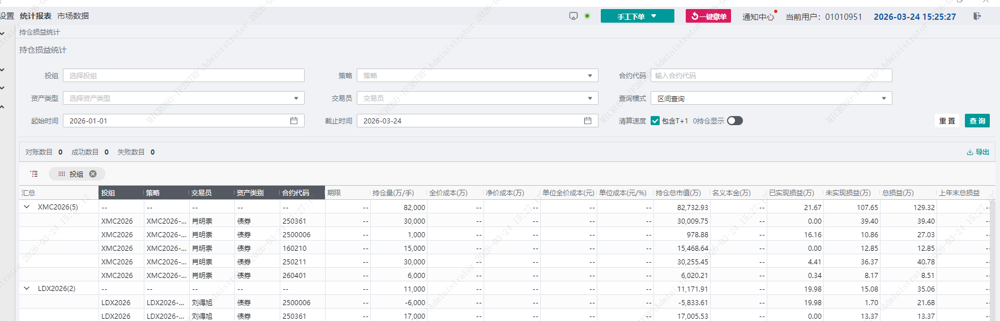 设置 统计报表 市场数据 手工下单 一键撤单 通知中心 当前用户：01010951 2026-03-24 15:25:27
持仓损益统计
持仓损益统计
投组 选择投组 策略 策略 合约代码 输入合约代码
资产类型 选择资产类型 交易员 交易员 查询模式 区间查询
起始时间 2026-01-01 截止时间 2026-03-24 清算速度 包含T+1 0持仓显示 重置 查询
对账数目 0 成功数目 0 失败数目 0 导出
投组
汇总 投组 策略 交易员 资产类别 合约代码 期限 持仓量(万/手) 全价成本(万) 净价成本(万) 单位全价成本(元) 单位成本(元/%) 持仓总市值(万) 名义本金(万) 已实现损益(万) 未实现损益(万) 总损益(万) 上年末总损益
XMC2026(5) -- -- -- -- -- -- 82,000 -- -- -- -- 82,732.93 -- 21.67 107.65 129.32 --
XMC2026 XMC2026-... 肖明崇 债券 250361 -- 30,000 -- -- -- -- 30,009.75 -- 0.00 39.40 39.40 --
XMC2026 XMC2026-... 肖明崇 债券 2500006 -- 1,000 -- -- -- -- 978.88 -- 16.16 10.86 27.03 --
XMC2026 XMC2026-... 肖明崇 债券 160210 -- 15,000 -- -- -- -- 15,468.64 -- 0.00 12.85 12.85 --
XMC2026 XMC2026-... 肖明崇 债券 250211 -- 30,000 -- -- -- -- 30,255.45 -- 4.41 36.37 40.78 --
XMC2026 XMC2026-... 肖明崇 债券 260401 -- 6,000 -- -- -- -- 6,020.21 -- 0.34 8.17 8.51 --
LDX2026(2) -- -- -- -- -- -- 11,000 -- -- -- -- 11,171.91 -- 19.98 15.08 35.06 --
LDX2026 LDX2026-... 刘得旭 债券 2500006 -- -6,000 -- -- -- -- -5,833.61 -- 19.98 1.70 21.68 --
LDX2026 LDX2026-... 刘得旭 债券 250361 -- 17,000 -- -- -- -- 17,005.53 -- 0.00 13.37 13.37 --